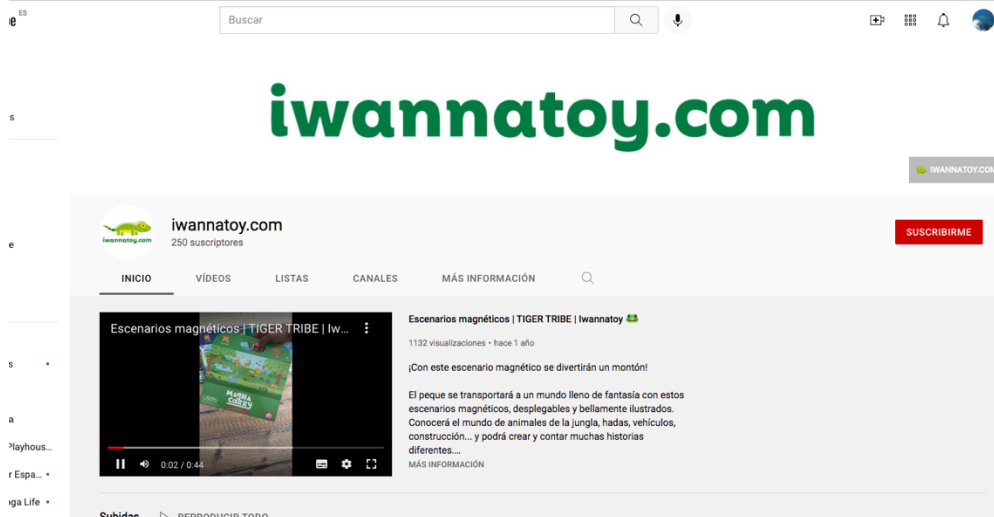 ES
Buscar
iwannatoy.com
IWANNATOY.COM
iwannatoy.com
iwannatoy.com
250 suscriptores
SUSCRIBIRME
INICIO
VÍDEOS
LISTAS
CANALES
MÁS INFORMACIÓN
Escenarios magnéticos | TIGER TRIBE | Iw...
MAGNA
CARRY
0:02 / 0:44
Escenarios magnéticos | TIGER TRIBE | Iwannatoy
1132 visualizaciones • hace 1 año
¡Con este escenario magnético se divertirán un montón!
El peque se transportará a un mundo lleno de fantasía con estos
escenarios magnéticos, desplegables y bellamente ilustrados.
Conocerá el mundo de animales de la jungla, hadas, vehículos,
construcción... y podrá crear y contar muchas historias
diferentes....
MÁS INFORMACIÓN
Playhous...
r Espa...
oga Life
Subidas
REPRODUCIR TODO